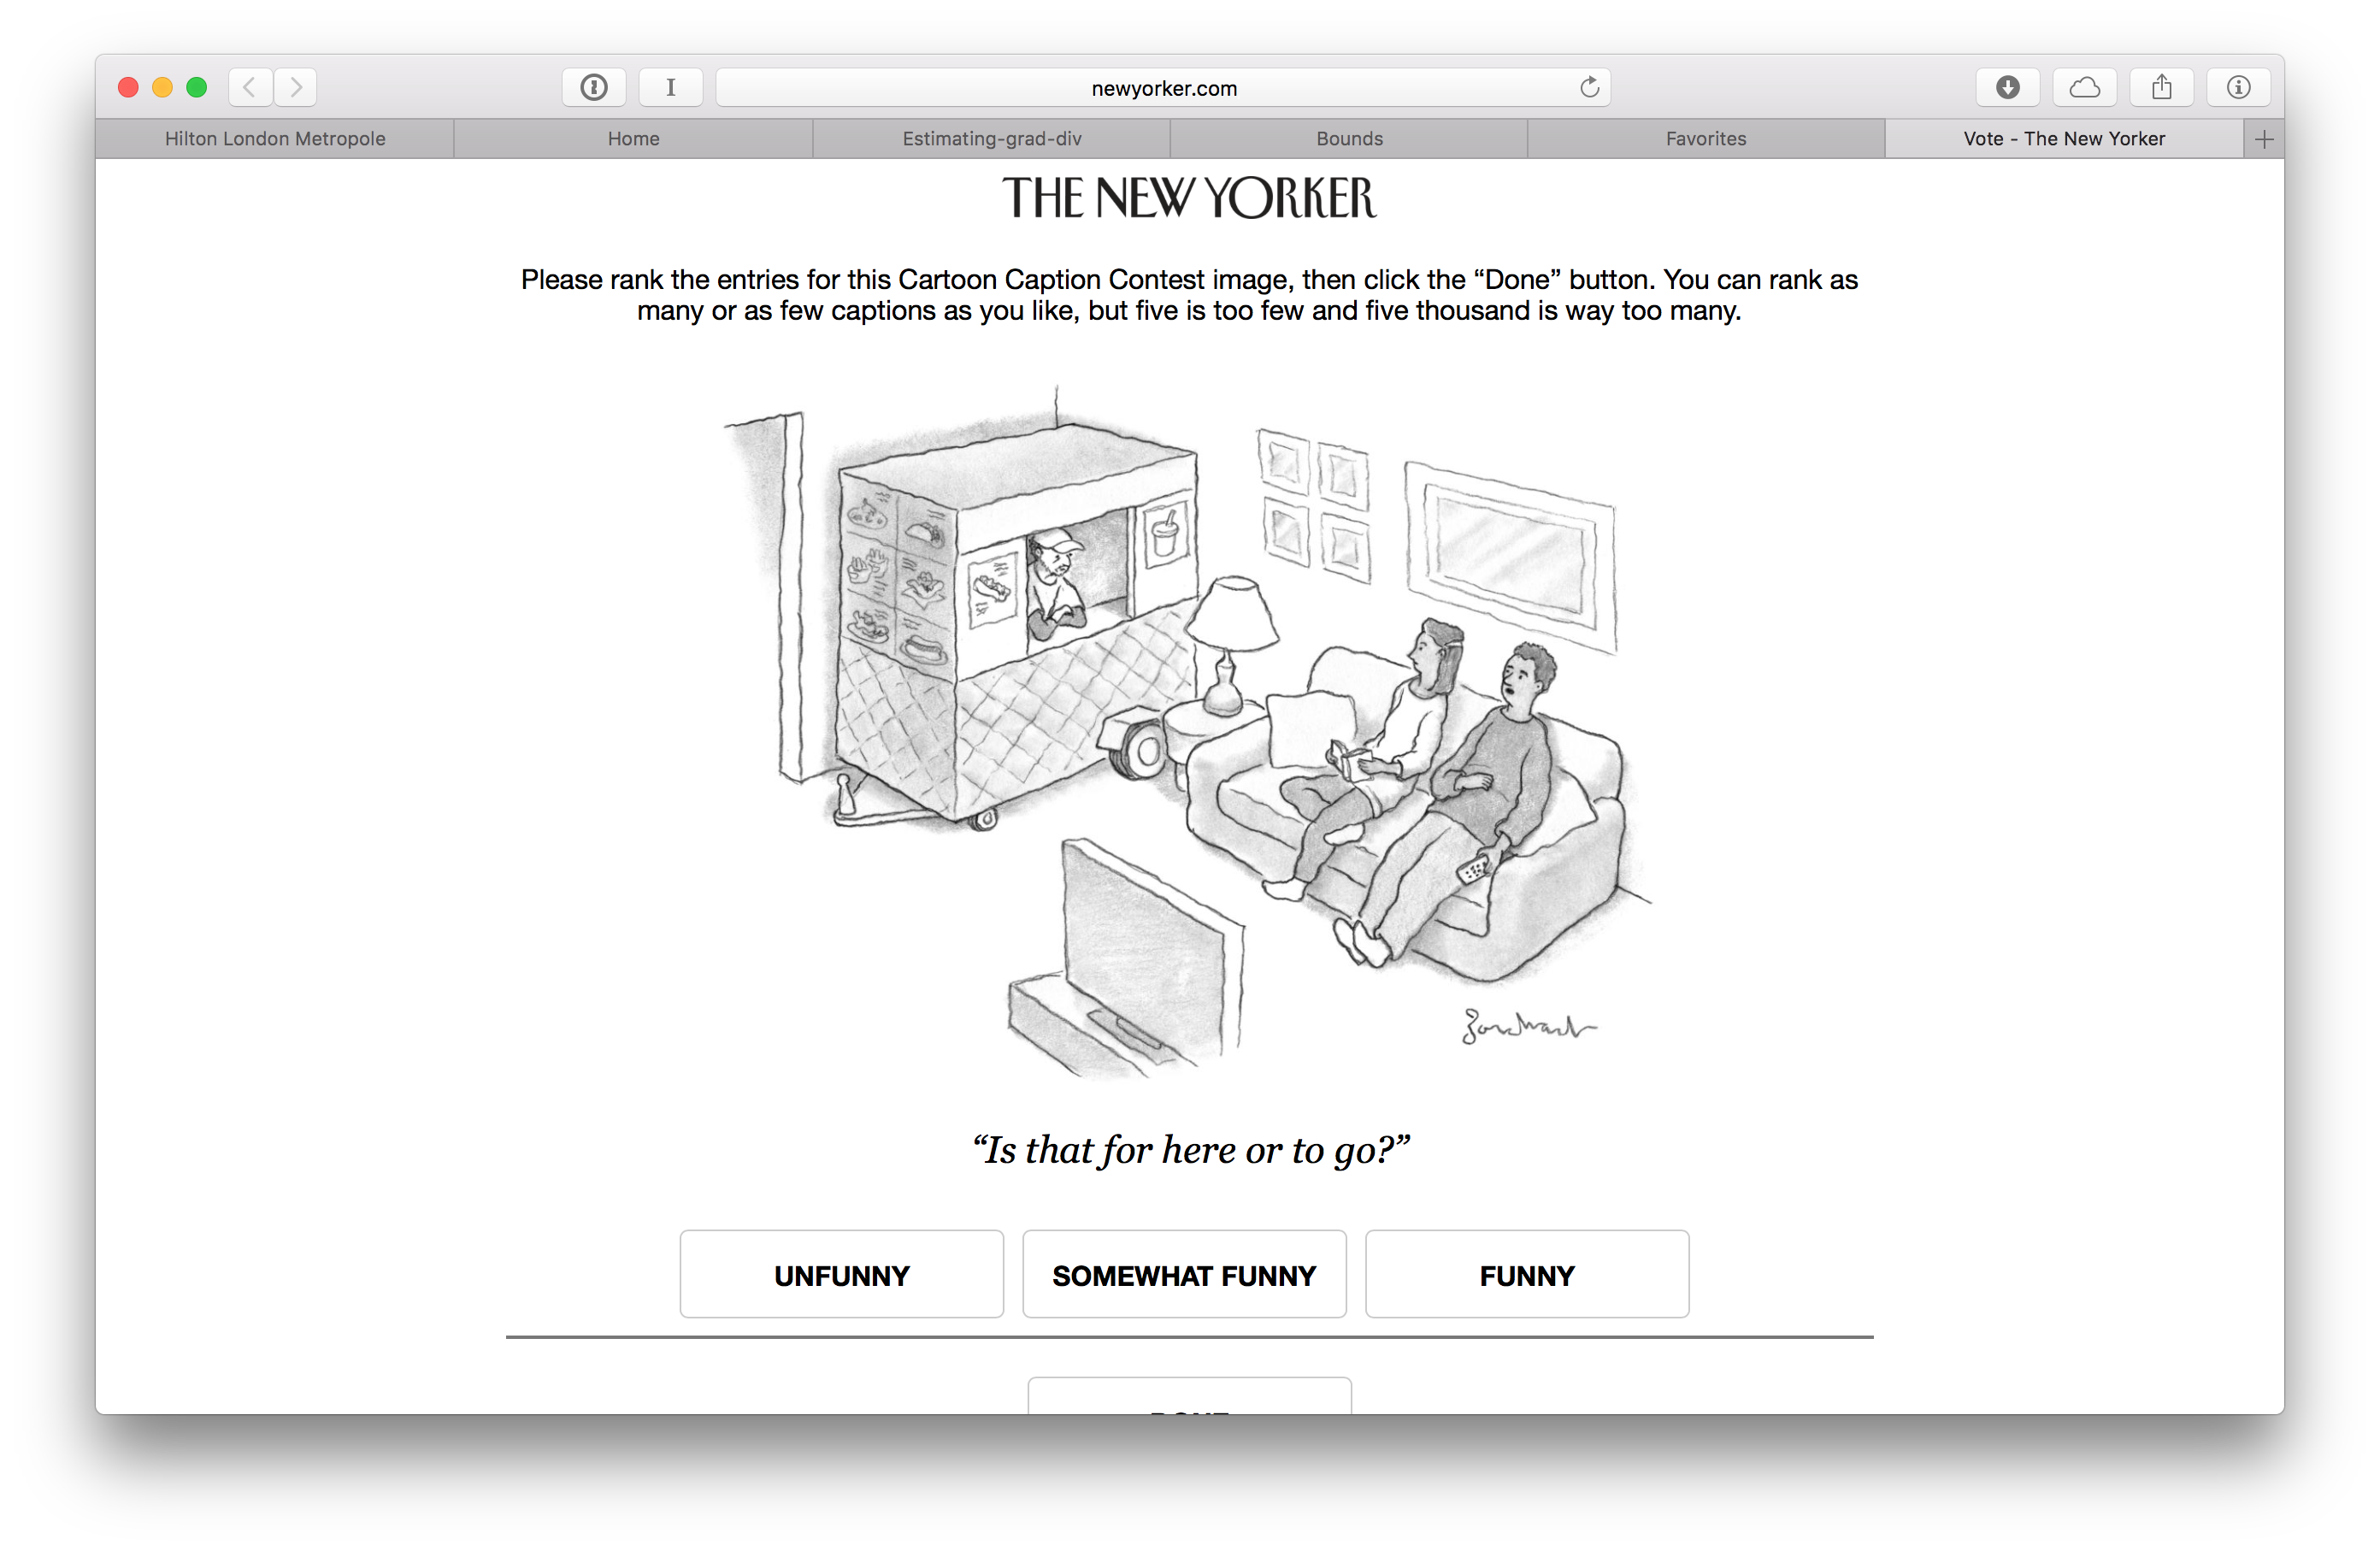 newyorker.com
Hilton London Metropole
Home
Estimating-grad-div
Bounds
Favorites
Vote - The New Yorker
THE NEW YORKER
Please rank the entries for this Cartoon Caption Contest image, then click the “Done” button. You can rank as
many or as few captions as you like, but five is too few and five thousand is way too many.
“Is that for here or to go?”
UNFUNNY
SOMEWHAT FUNNY
FUNNY